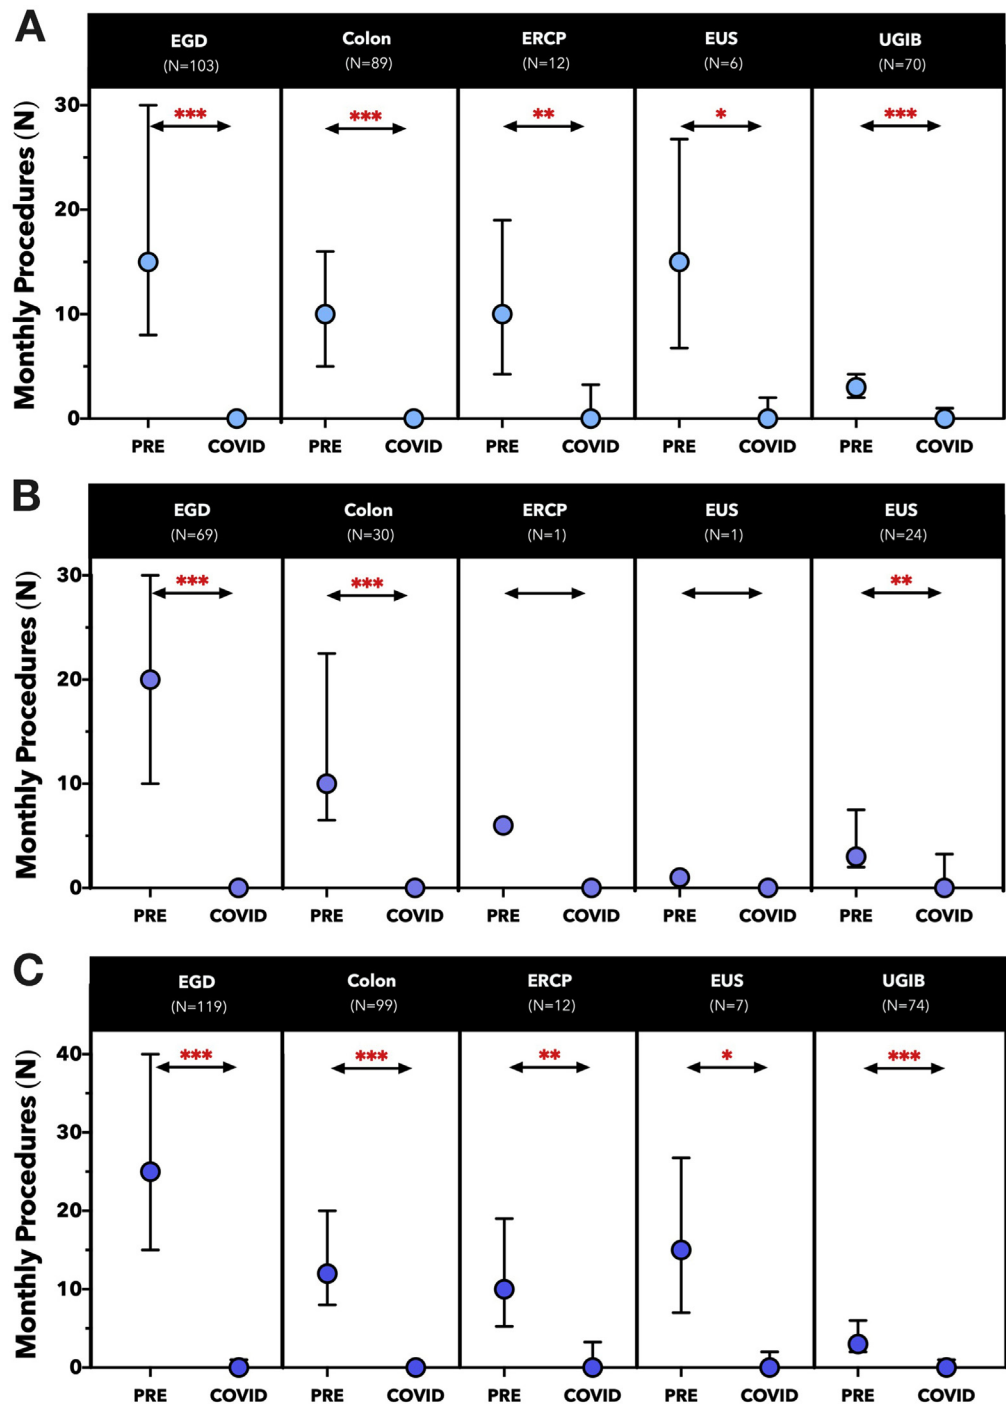 A
EGD Colon ERCP EUS UGIB
(N=103) (N=89) (N=12) (N=6) (N=70)
Monthly Procedures (N)
30
20
10
0
*** *** ** * ***
PRE COVID PRE COVID PRE COVID PRE COVID PRE COVID
B
EGD Colon ERCP EUS EUS
(N=69) (N=30) (N=1) (N=1) (N=24)
Monthly Procedures (N)
30
20
10
0
*** *** **
PRE COVID PRE COVID PRE COVID PRE COVID PRE COVID
C
EGD Colon ERCP EUS UGIB
(N=119) (N=99) (N=12) (N=7) (N=74)
Monthly Procedures (N)
40
30
20
10
0
*** *** ** * ***
PRE COVID PRE COVID PRE COVID PRE COVID PRE COVID